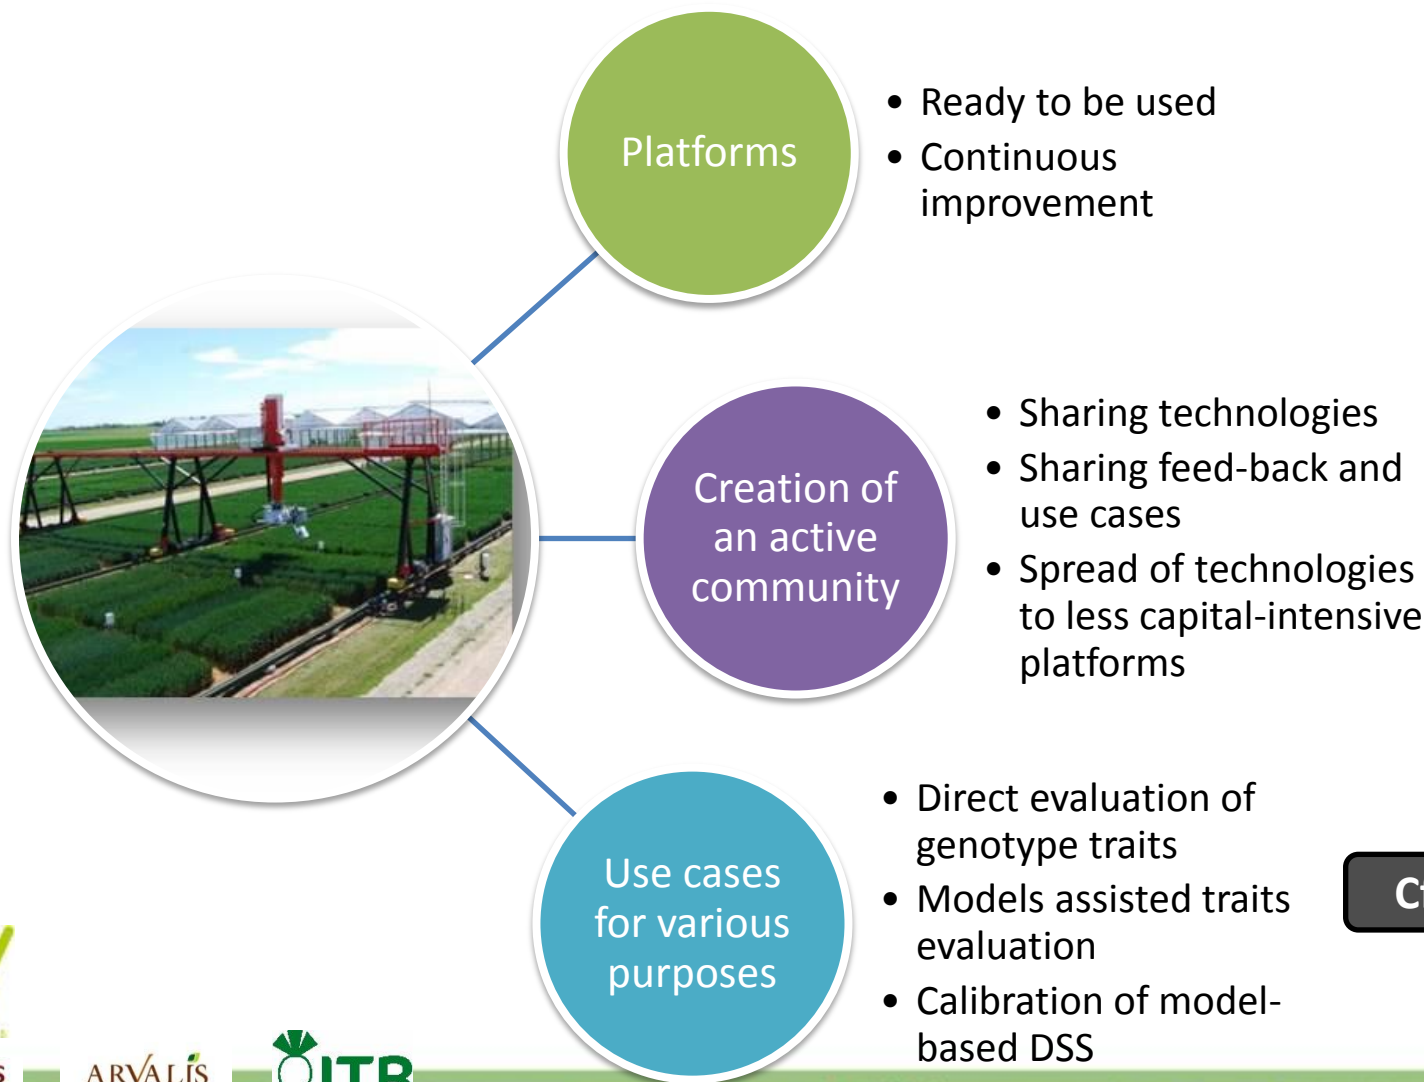 Platforms
• Ready to be used
• Continuous
improvement
Creation of
an active
community
• Sharing technologies
• Sharing feed-back and
use cases
• Spread of technologies
to less capital-intensive
platforms
Use cases
for various
purposes
• Direct evaluation of
genotype traits
• Models assisted traits
evaluation
• Calibration of model-
based DSS
ARVALIS
ITB